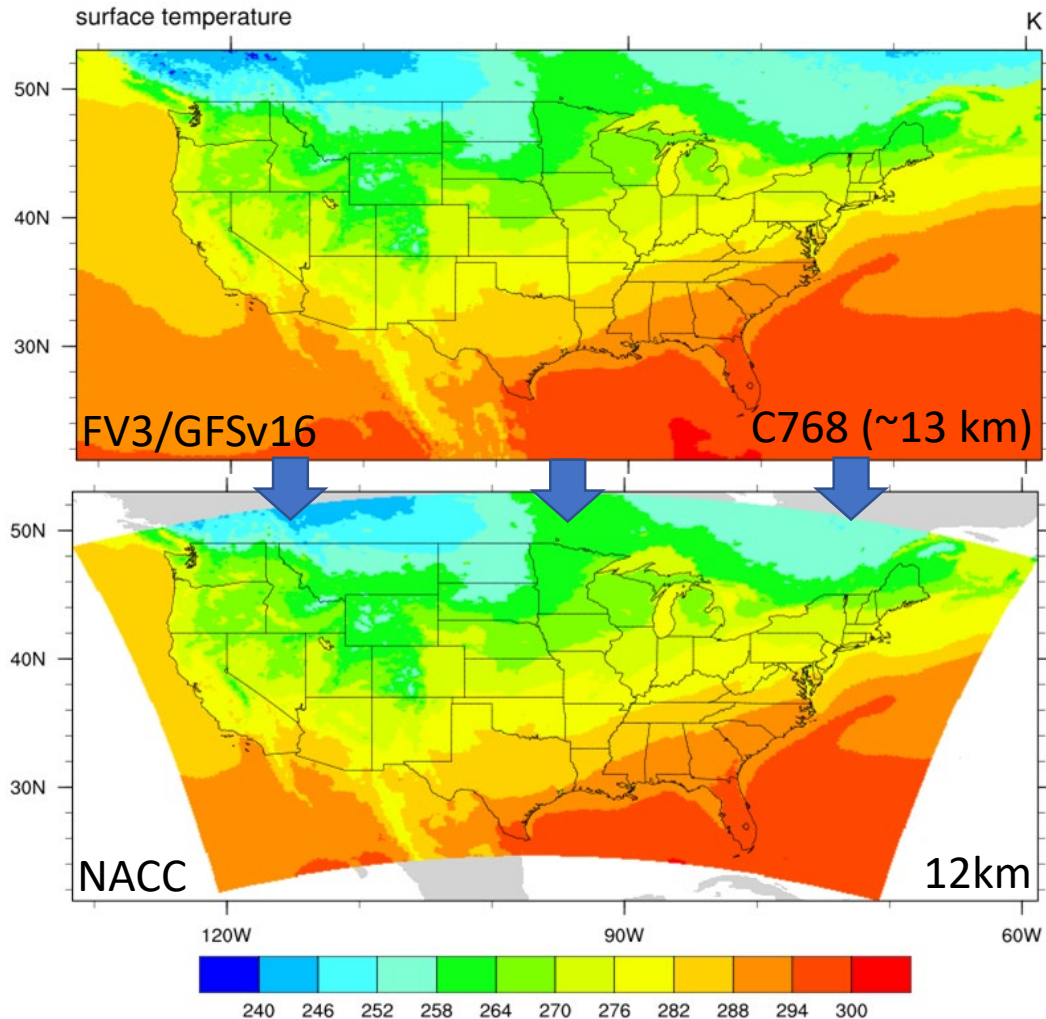 surface temperature K
50N
40N
30N
FV3/GFSv16 C768 (~13 km)
50N
40N
30N
NACC 12km
120W 90W 60W
240 246 252 258 264 270 276 282 288 294 300